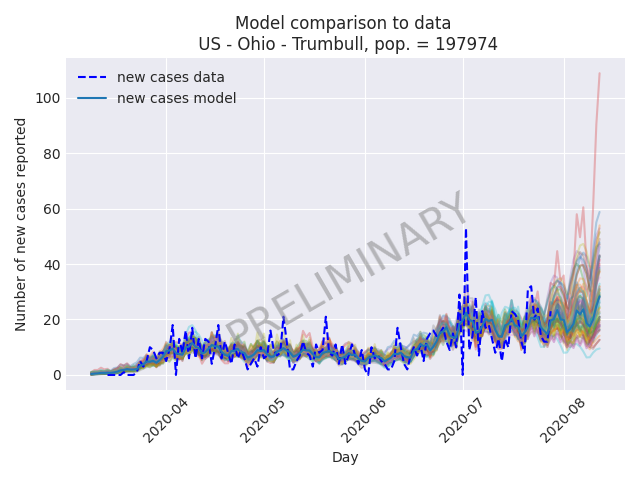 Model comparison to data
US - Ohio - Trumbull, pop. = 197974
new cases data
new cases model
PRELIMINARY
Number of new cases reported
100
80
60
40
20
0
2020-04
2020-05
2020-06
2020-07
2020-08
Day